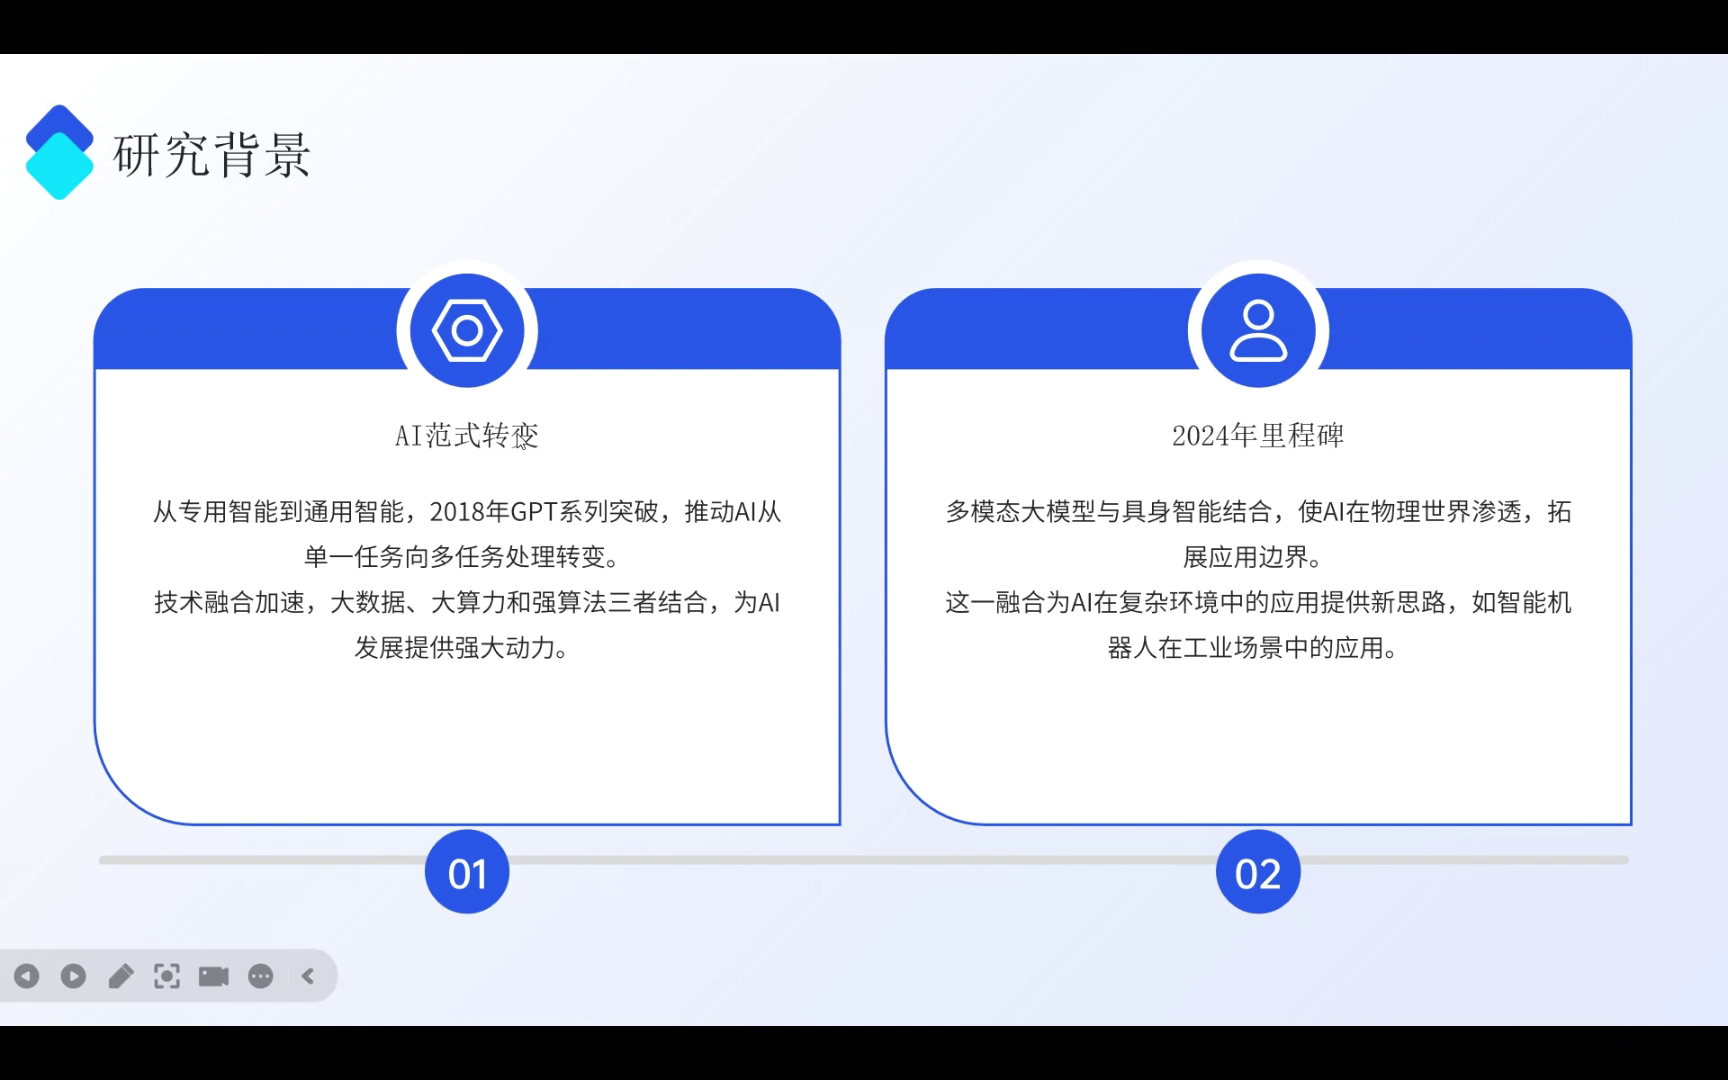 研究背景
AI范式转变
从专用智能到通用智能，2018年GPT系列突破，推动AI从
单一任务向多任务处理转变。
技术融合加速，大数据、大算力和强算法三者结合，为AI
发展提供强大动力。
01
2024年里程碑
多模态大模型与具身智能结合，使AI在物理世界渗透，拓
展应用边界。
这一融合为AI在复杂环境中的应用提供新思路，如智能机
器人在工业场景中的应用。
02